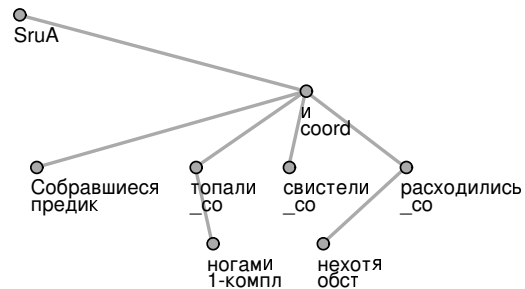 SruA
и
coord
Собравшиеся топали свистели расходились
предик _co _co _co
ногами нехотя
1-компл обст